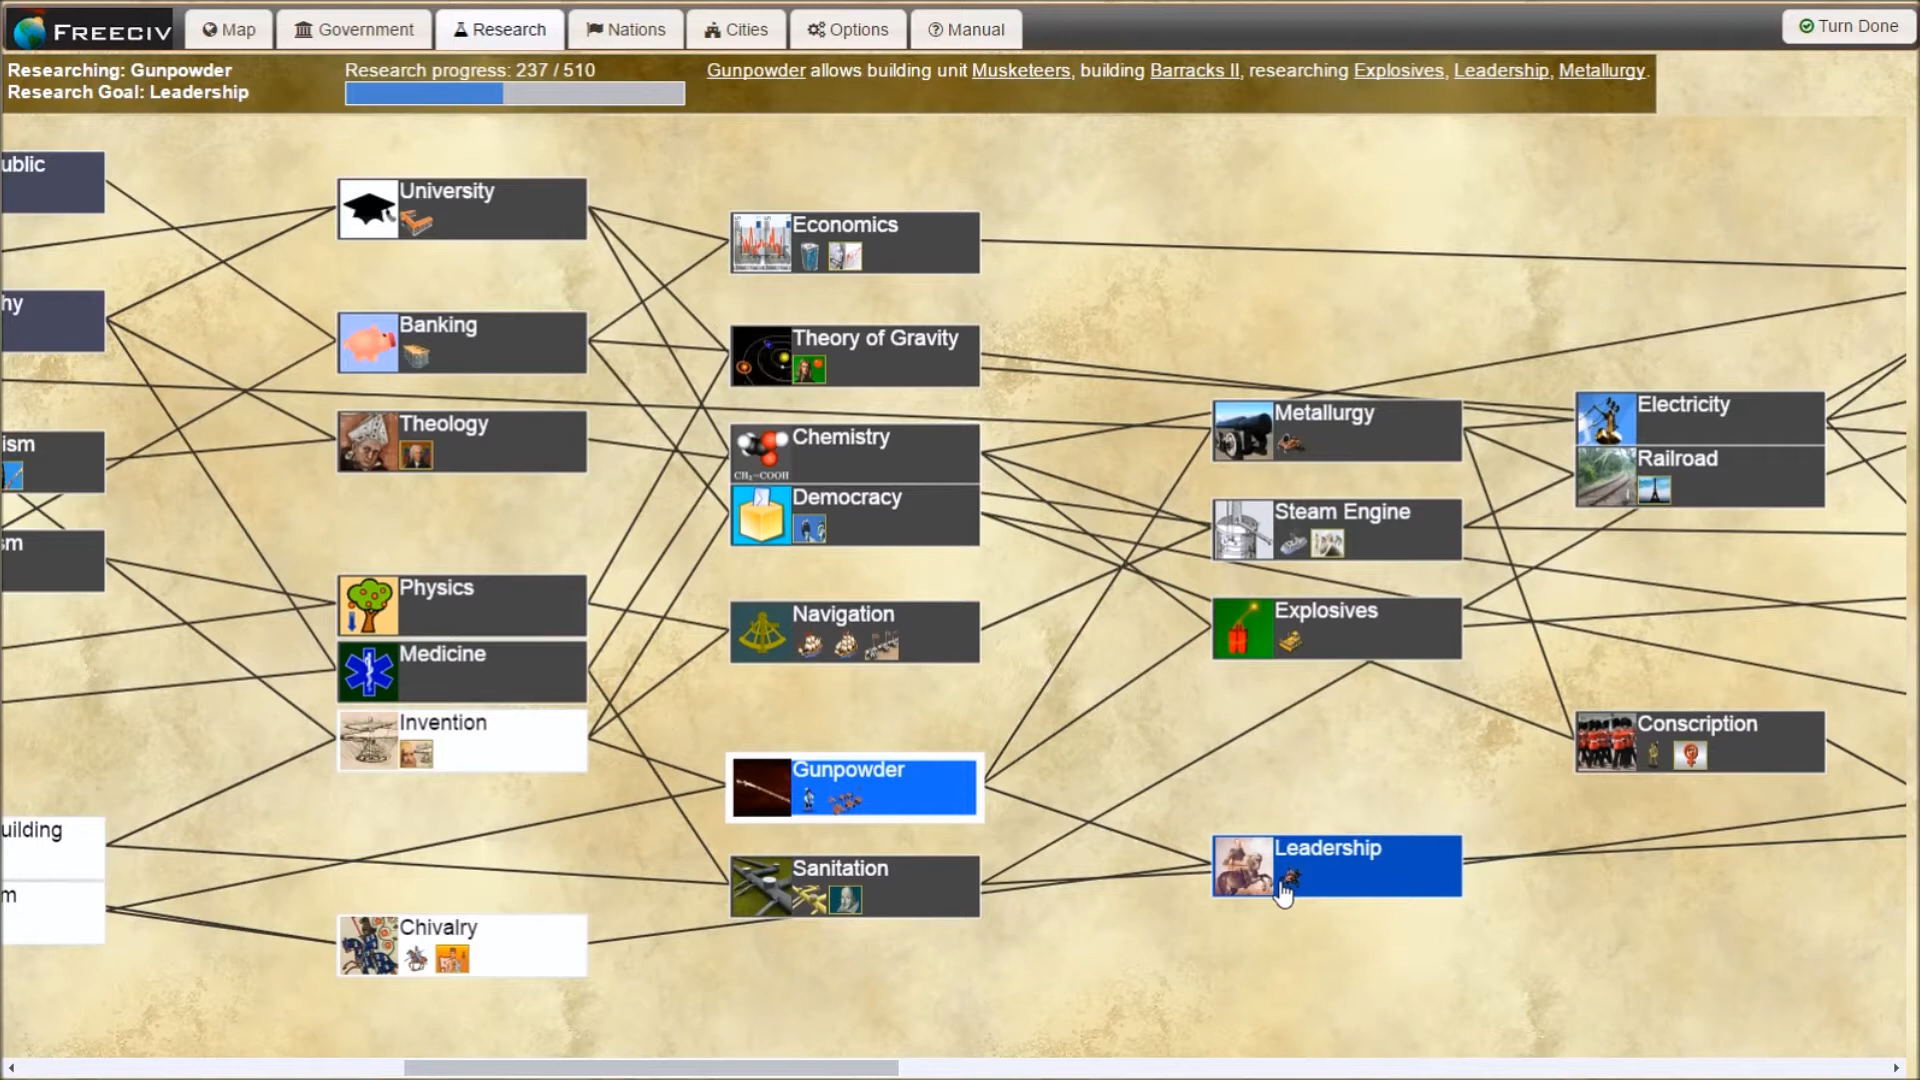 FREECIV
Map
Government
Research
Nations
Cities
Options
Manual
Turn Done
Researching: Gunpowder
Research Goal: Leadership
Research progress: 237 / 510
Gunpowder allows building unit Musketeers, building Barracks II, researching Explosives, Leadership, Metallurgy.
ublic
University
Economics
hy
Banking
Theory of Gravity
Theology
Metallurgy
Electricity
ism
Chemistry
CH₃-COOH
Railroad
Democracy
Steam Engine
sm
Physics
Navigation
Explosives
Medicine
Invention
Conscription
Gunpowder
uilding
Leadership
m
Sanitation
Chivalry